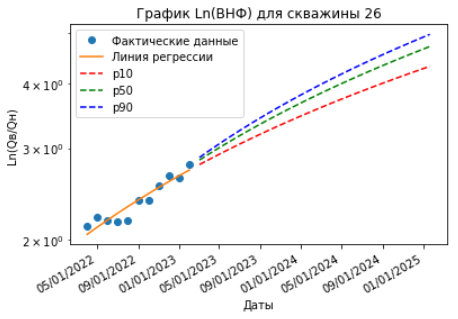 График Ln(ВНФ) для скважины 26
Фактические данные
Линия регрессии
p10
p50
p90
Ln(Qв/Qн)
4 × 10⁰
3 × 10⁰
2 × 10⁰
05/01/2022
09/01/2022
01/01/2023
05/01/2023
09/01/2023
01/01/2024
05/01/2024
09/01/2024
01/01/2025
Даты